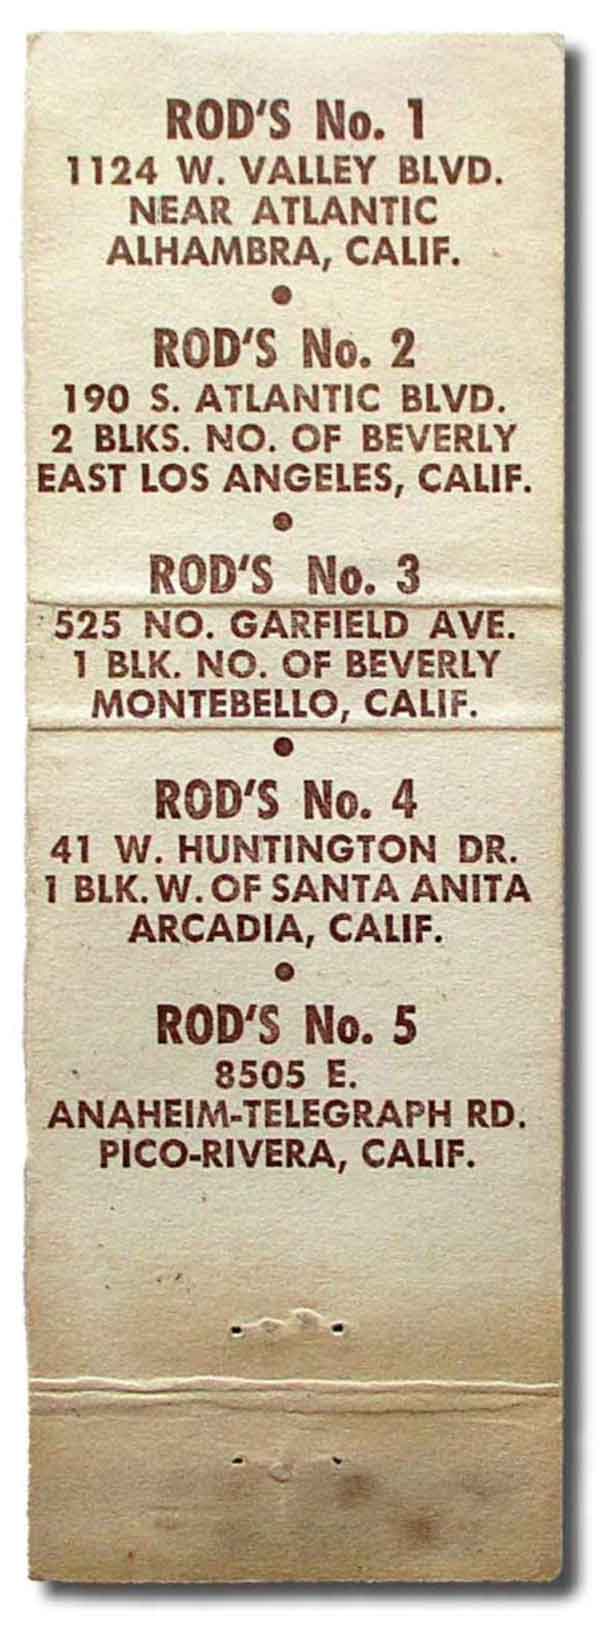 ROD'S No. 1
1124 W. VALLEY BLVD.
NEAR ATLANTIC
ALHAMBRA, CALIF.
ROD'S No. 2
190 S. ATLANTIC BLVD.
2 BLKS. NO. OF BEVERLY
EAST LOS ANGELES, CALIF.
ROD'S No. 3
525 NO. GARFIELD AVE.
1 BLK. NO. OF BEVERLY
MONTEBELLO, CALIF.
ROD'S No. 4
41 W. HUNTINGTON DR.
1 BLK. W. OF SANTA ANITA
ARCADIA, CALIF.
ROD'S No. 5
8505 E.
ANAHEIM-TELEGRAPH RD.
PICO-RIVERA, CALIF.